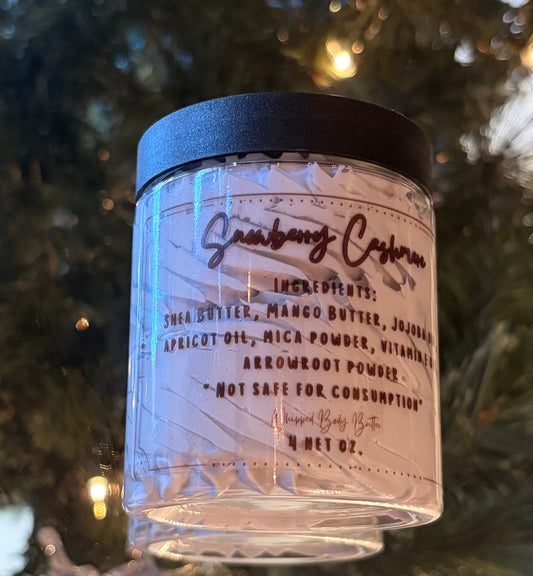 Snowberry Cashmere
INGREDIENTS:
SHEA BUTTER, MANGO BUTTER, JOJOBA
APRICOT OIL, MICA POWDER, VITAMIN E
ARROWROOT POWDER.
" NOT SAFE FOR CONSUMPTION"
Whipped Body Butter
4 NET OZ.